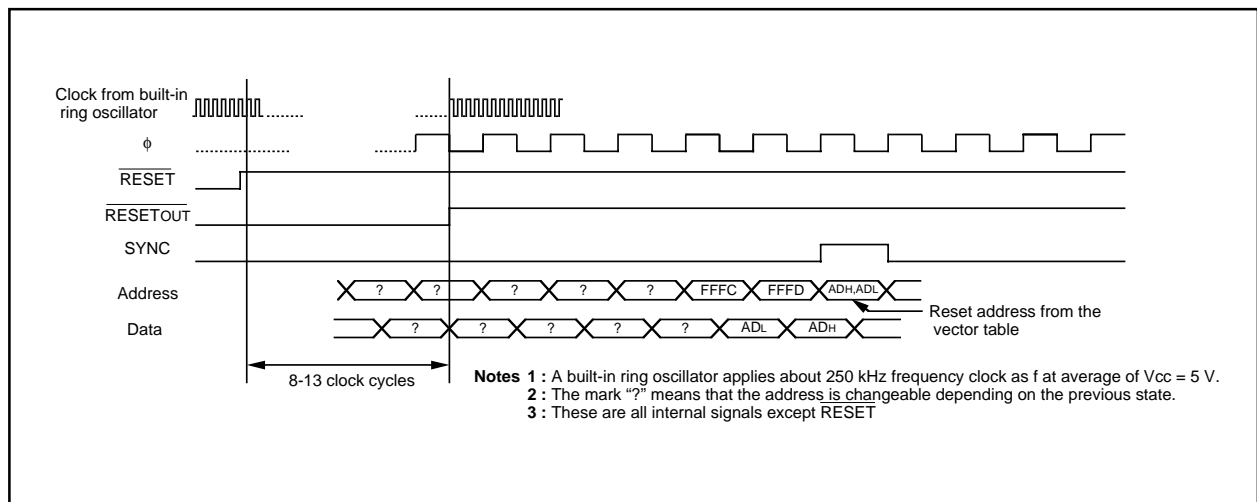 Clock from built-in
ring oscillator
ϕ
RESET
RESETOUT
SYNC
Address
? ? ? ? ? FFFC FFFD ADH,ADL
Reset address from the
vector table
Data
? ? ? ? ? ADL ADH
8-13 clock cycles
Notes 1 : A built-in ring oscillator applies about 250 kHz frequency clock as f at average of Vcc = 5 V.
2 : The mark “?” means that the address is changeable depending on the previous state.
3 : These are all internal signals except RESET